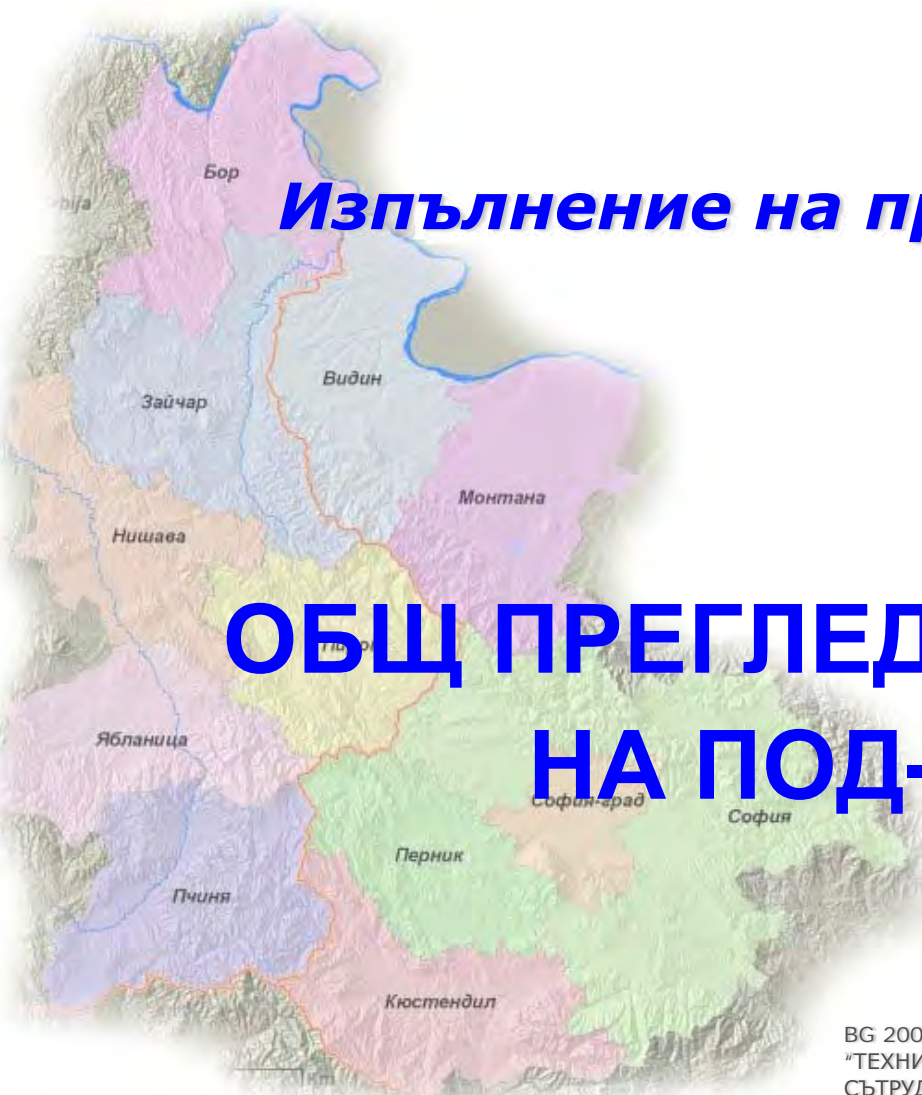 Бор
Изпълнение на
Видин
Зайчар
Монтана
Нишава
ОБЩ ПРЕГЛЕД
Ябланица
НА ПОД-
София-град
София
Перник
Пчиня
Кюстендил
Km
BG 200
"ТЕХНИ
СЪТРУД